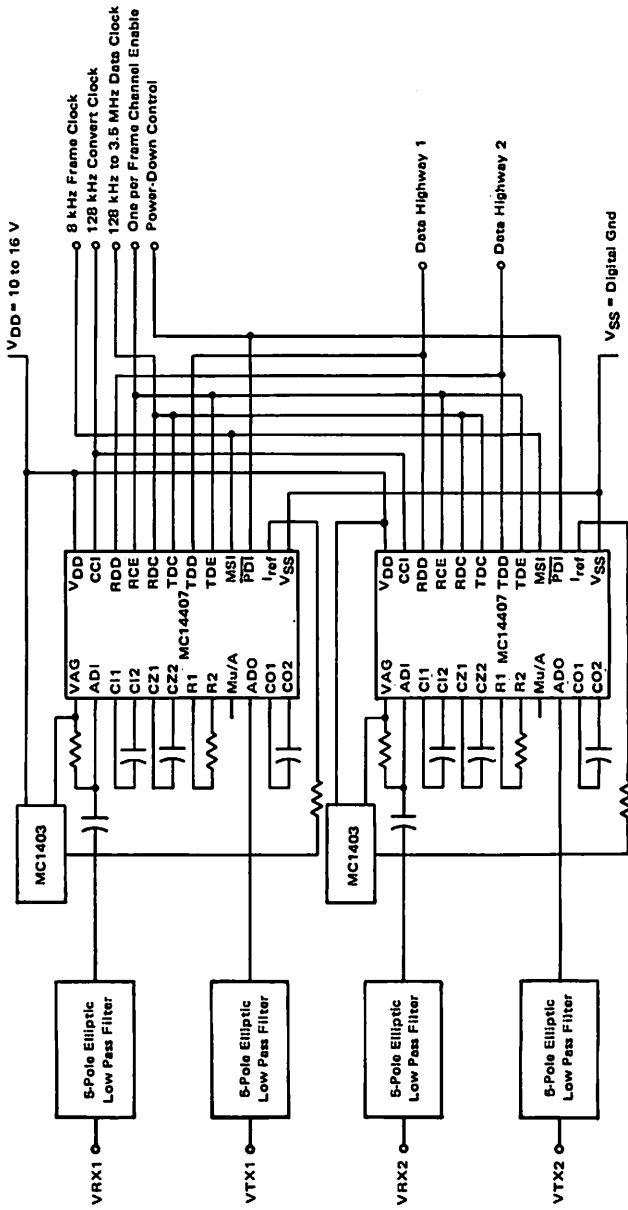 VDD = 10 to 16 V
8 kHz Frame Clock
128 kHz Convert Clock
128 kHz to 3.5 MHz Data Clock
One per Frame Channel Enable
Power-Down Control
Data Highway 1
Data Highway 2
VSS = Digital Gnd
MC1403
VAG
ADI
CI1
CI2
CZ1
CZ2
R1
R2
Mu/A
ADO
CO1
CO2
MC14407
VDD
CCI
RDD
RCE
RDC
TDC
TDD
TDE
MSI
PDI
Iref
VSS
MC1403
VAG
ADI
CI1
CI2
CZ1
CZ2
R1
R2
Mu/A
ADO
CO1
CO2
MC14407
VDD
CCI
RDD
RCE
RDC
TDC
TDD
TDE
MSI
PDI
Iref
VSS
5-Pole Elliptic
Low Pass Filter
5-Pole Elliptic
Low Pass Filter
5-Pole Elliptic
Low Pass Filter
5-Pole Elliptic
Low Pass Filter
VRX1
VTX1
VRX2
VTX2